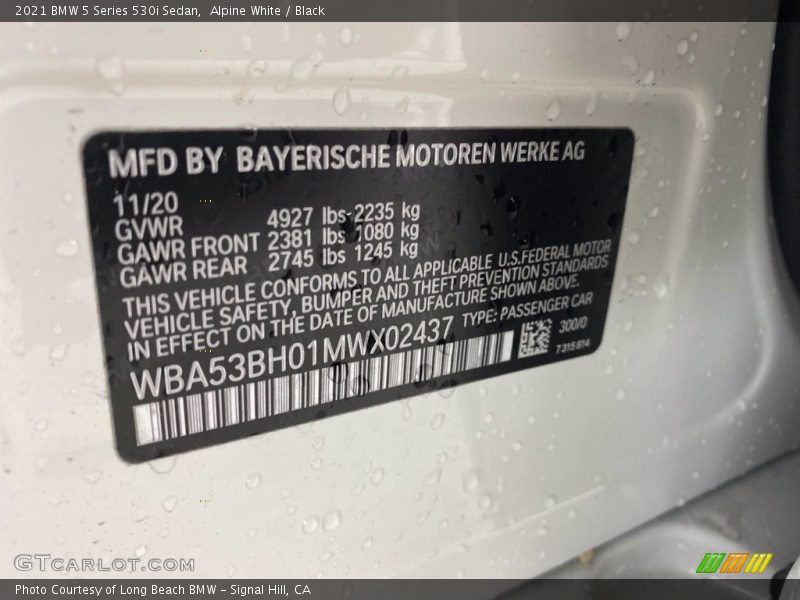 2021 BMW 5 Series 530i Sedan,  Alpine White / Black
MFD BY BAYERISCHE MOTOREN WERKE AG
11/20
GVWR 4927 lbs 2235 kg
GAWR FRONT 2381 lbs 1080 kg
GAWR REAR 2745 lbs 1245 kg
THIS VEHICLE CONFORMS TO ALL APPLICABLE U.S.FEDERAL MOTOR
VEHICLE SAFETY, BUMPER AND THEFT PREVENTION STANDARDS
IN EFFECT ON THE DATE OF MANUFACTURE SHOWN ABOVE.
WBA53BH01MWX02437 TYPE: PASSENGER CAR
300/0
7315814
GTCARLOT.COM
Photo Courtesy of Long Beach BMW – Signal Hill, CA